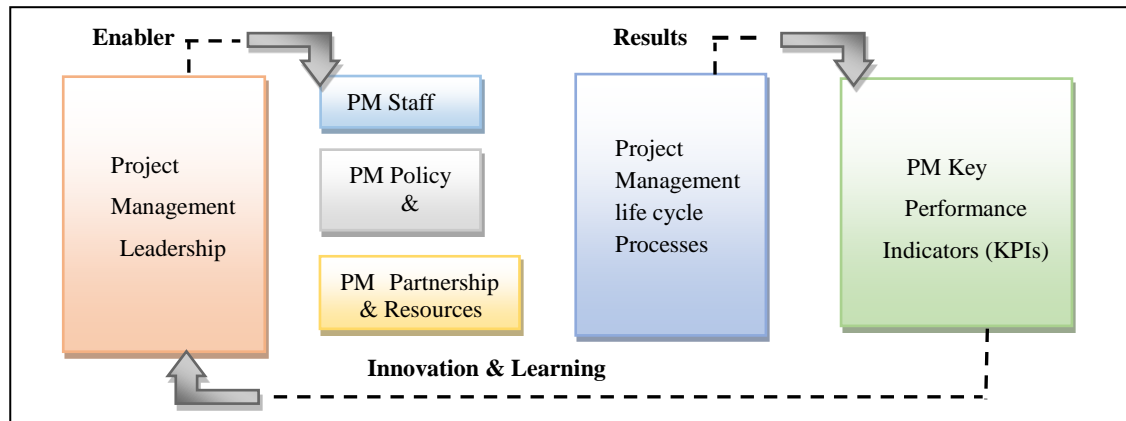 Enabler
Results
Project
Management
Leadership
PM Staff
PM Policy
&
PM Partnership
& Resources
Project
Management
life cycle
Processes
PM Key
Performance
Indicators (KPIs)
Innovation & Learning